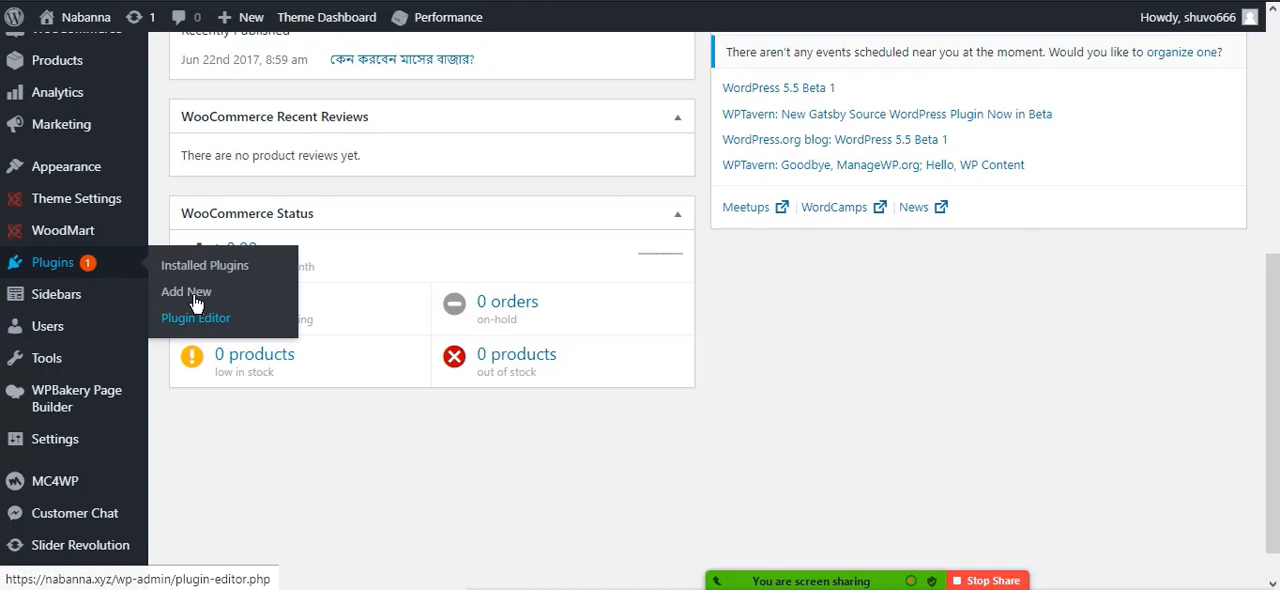 Nabanna 1 0 New Theme Dashboard Performance Howdy, shuvo666
Products
Analytics
Marketing
Appearance
Theme Settings
WoodMart
Plugins 1
Sidebars
Users
Tools
WPBakery Page
Builder
Settings
MC4WP
Customer Chat
Slider Revolution
Installed Plugins
Add New
Plugin Editor
Recently Published
Jun 22nd 2017, 8:59 am কেন করবেন মাসের বাজার?
WooCommerce Recent Reviews
There are no product reviews yet.
WooCommerce Status
0 orders
on-hold
0 products
low in stock
0 products
out of stock
There aren't any events scheduled near you at the moment. Would you like to organize one?
WordPress 5.5 Beta 1
WPTavern: New Gatsby Source WordPress Plugin Now in Beta
WordPress.org blog: WordPress 5.5 Beta 1
WPTavern: Goodbye, ManageWP.org; Hello, WP Content
Meetups | WordCamps | News
https://nabanna.xyz/wp-admin/plugin-editor.php
You are screen sharing Stop Share